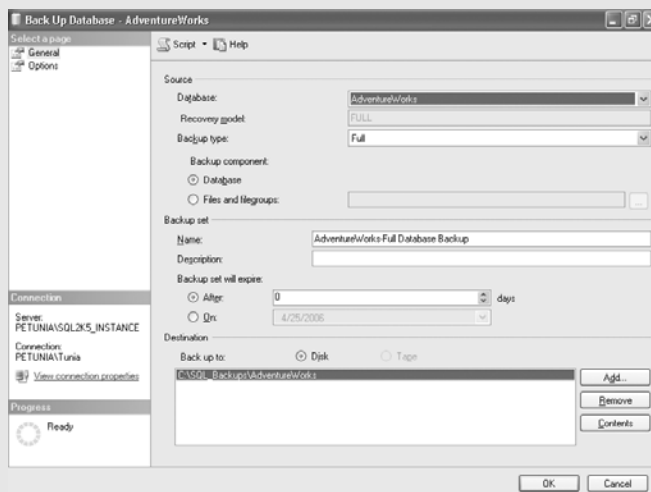 Back Up Database - AdventureWorks
Select a page
General
Options
Script
Help
Source
Database:
AdventureWorks
Recovery model:
FULL
Backup type:
Full
Backup component:
Database
Files and filegroups:
...
Backup set
Name:
AdventureWorks-Full Database Backup
Description:
Backup set will expire:
After:
0
days
On:
4/25/2006
Destination
Back up to:
Disk
Tape
C:\SQL_Backups\AdventureWorks
Add...
Remove
Contents
Connection
Server:
PETUNIA\SQL2K5_INSTANCE
Connection:
PETUNIA\Tunia
View connection properties
Progress
Ready
OK
Cancel